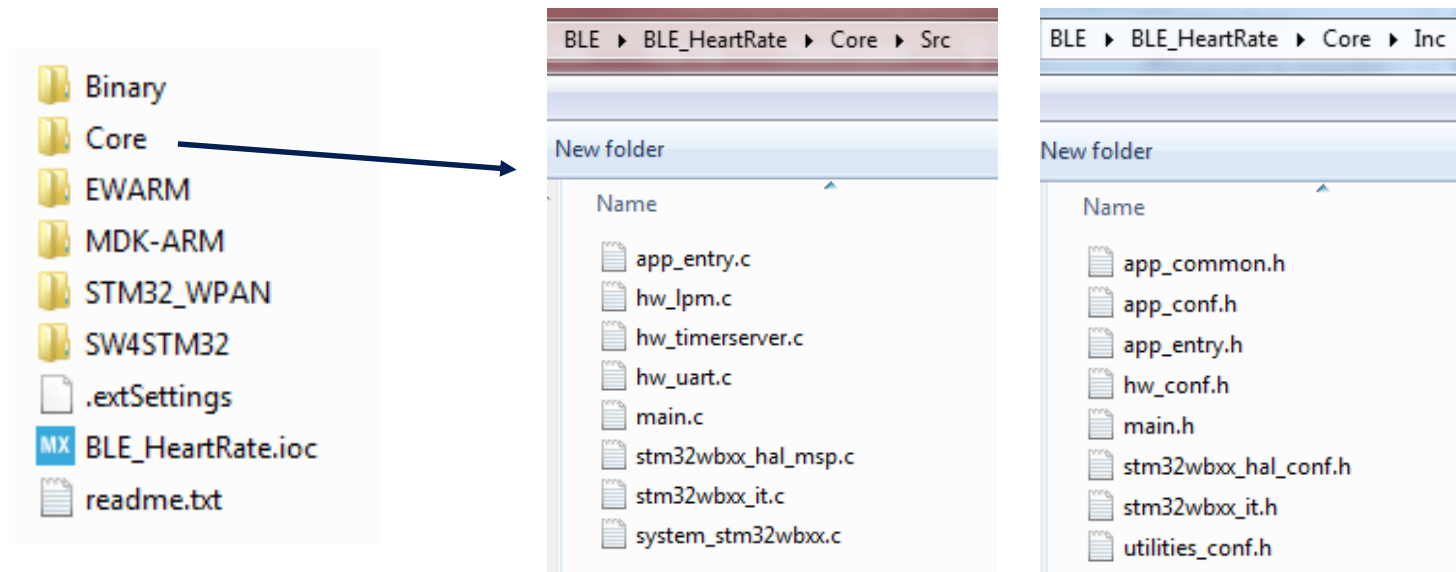 Binary
Core
EWARM
MDK-ARM
STM32_WPAN
SW4STM32
.extSettings
MX BLE_HeartRate.ioc
readme.txt
BLE ▸ BLE_HeartRate ▸ Core ▸ Src
New folder
Name
app_entry.c
hw_lpm.c
hw_timerserver.c
hw_uart.c
main.c
stm32wbxx_hal_msp.c
stm32wbxx_it.c
system_stm32wbxx.c
BLE ▸ BLE_HeartRate ▸ Core ▸ Inc
New folder
Name
app_common.h
app_conf.h
app_entry.h
hw_conf.h
main.h
stm32wbxx_hal_conf.h
stm32wbxx_it.h
utilities_conf.h